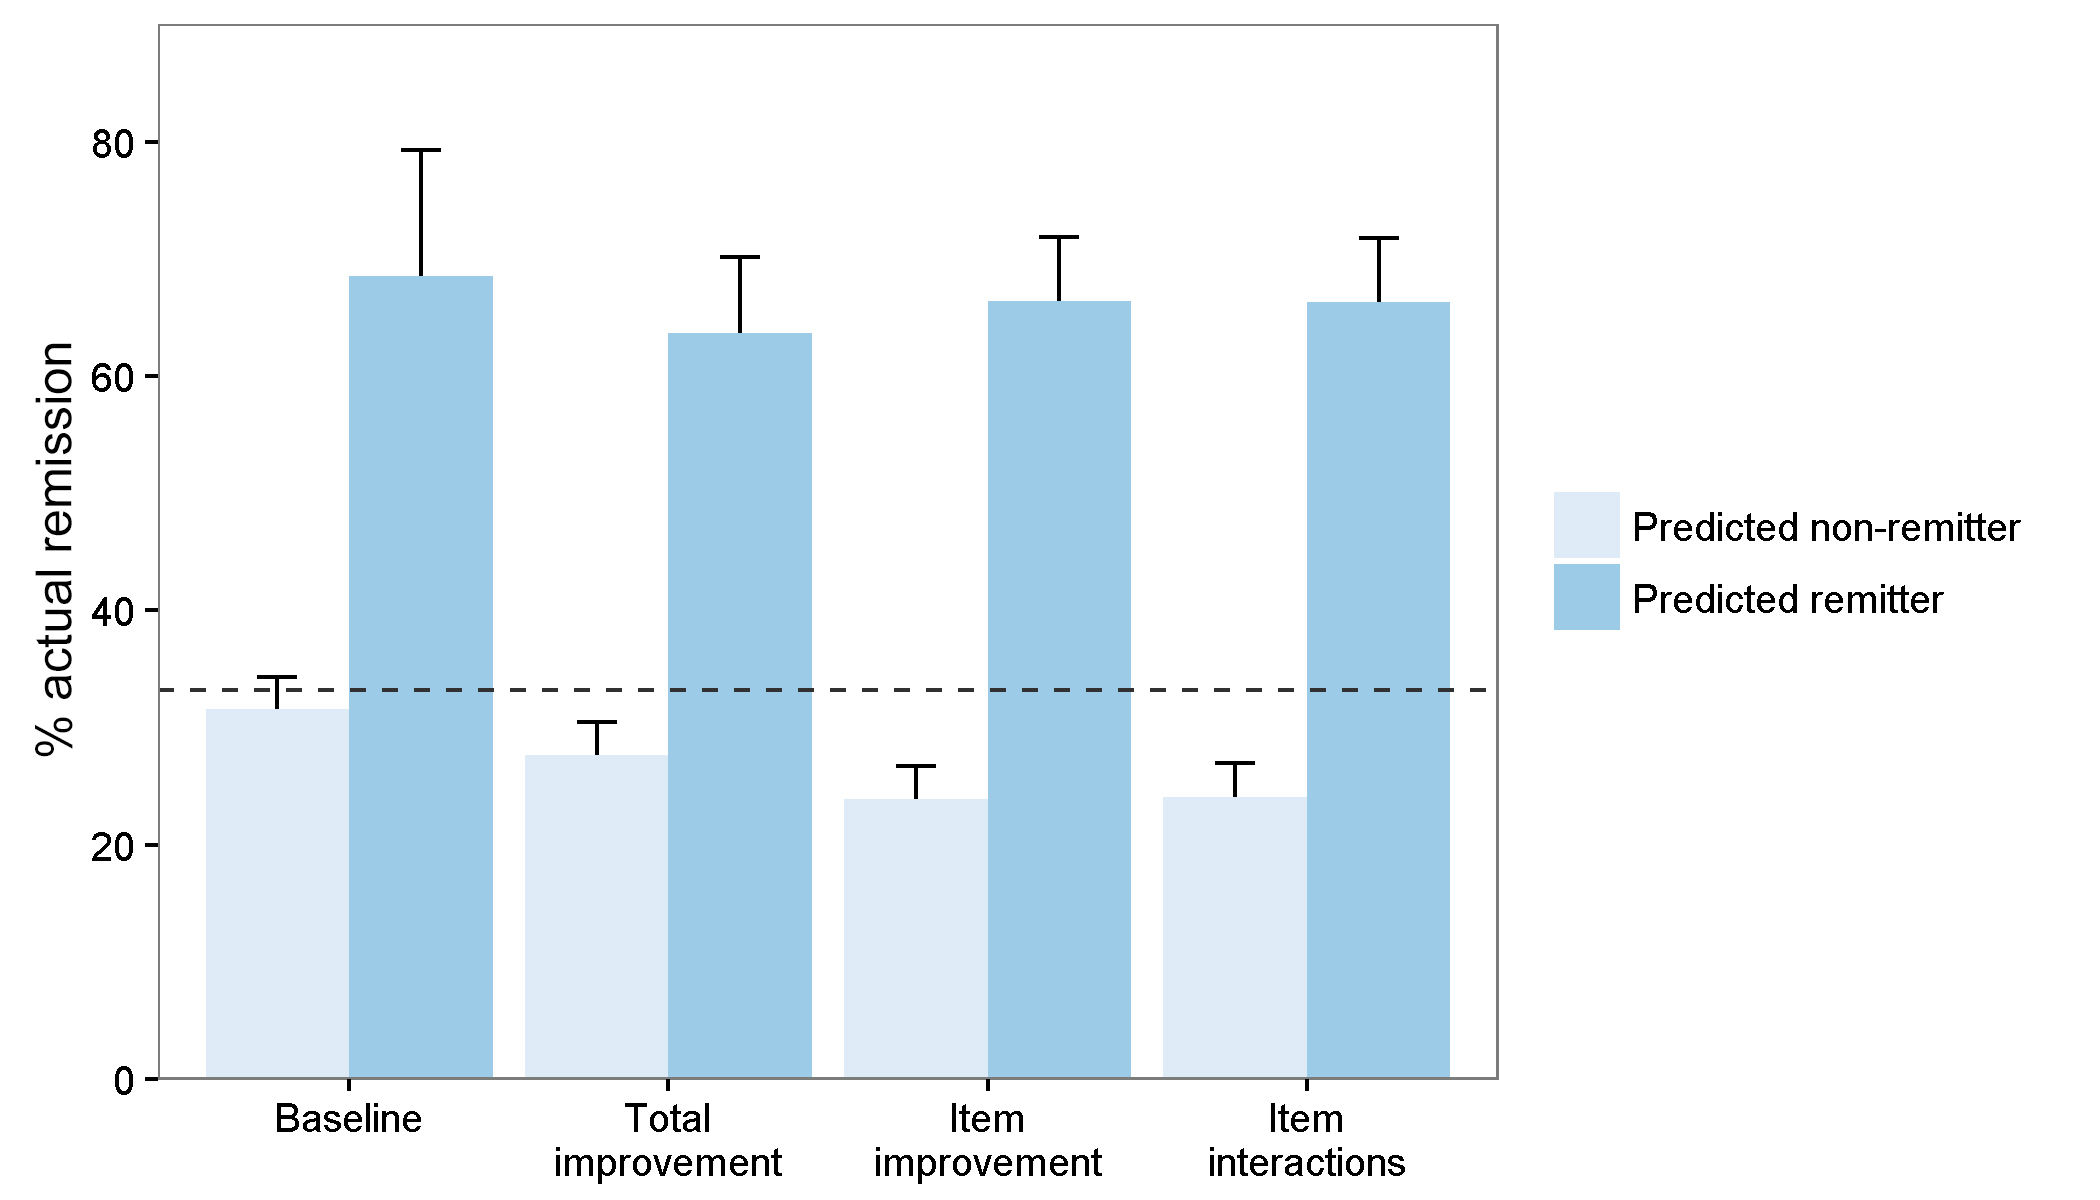 % actual remission
80
60
40
20
0
Baseline
Total
improvement
Item
improvement
Item
interactions
Predicted non-remitter
Predicted remitter